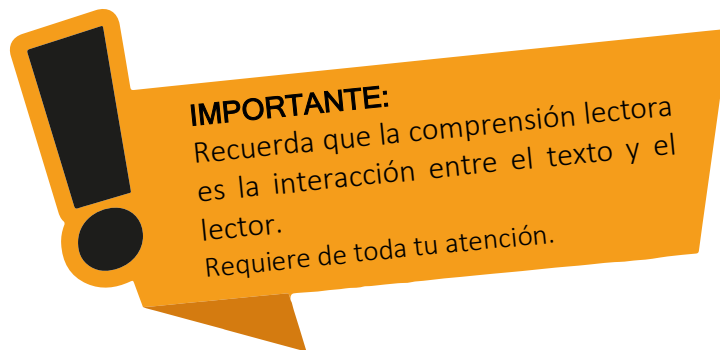 IMPORTANTE:
Recuerda que la comprensión lectora
es la interacción entre el texto y el
lector.
Requiere de toda tu atención.